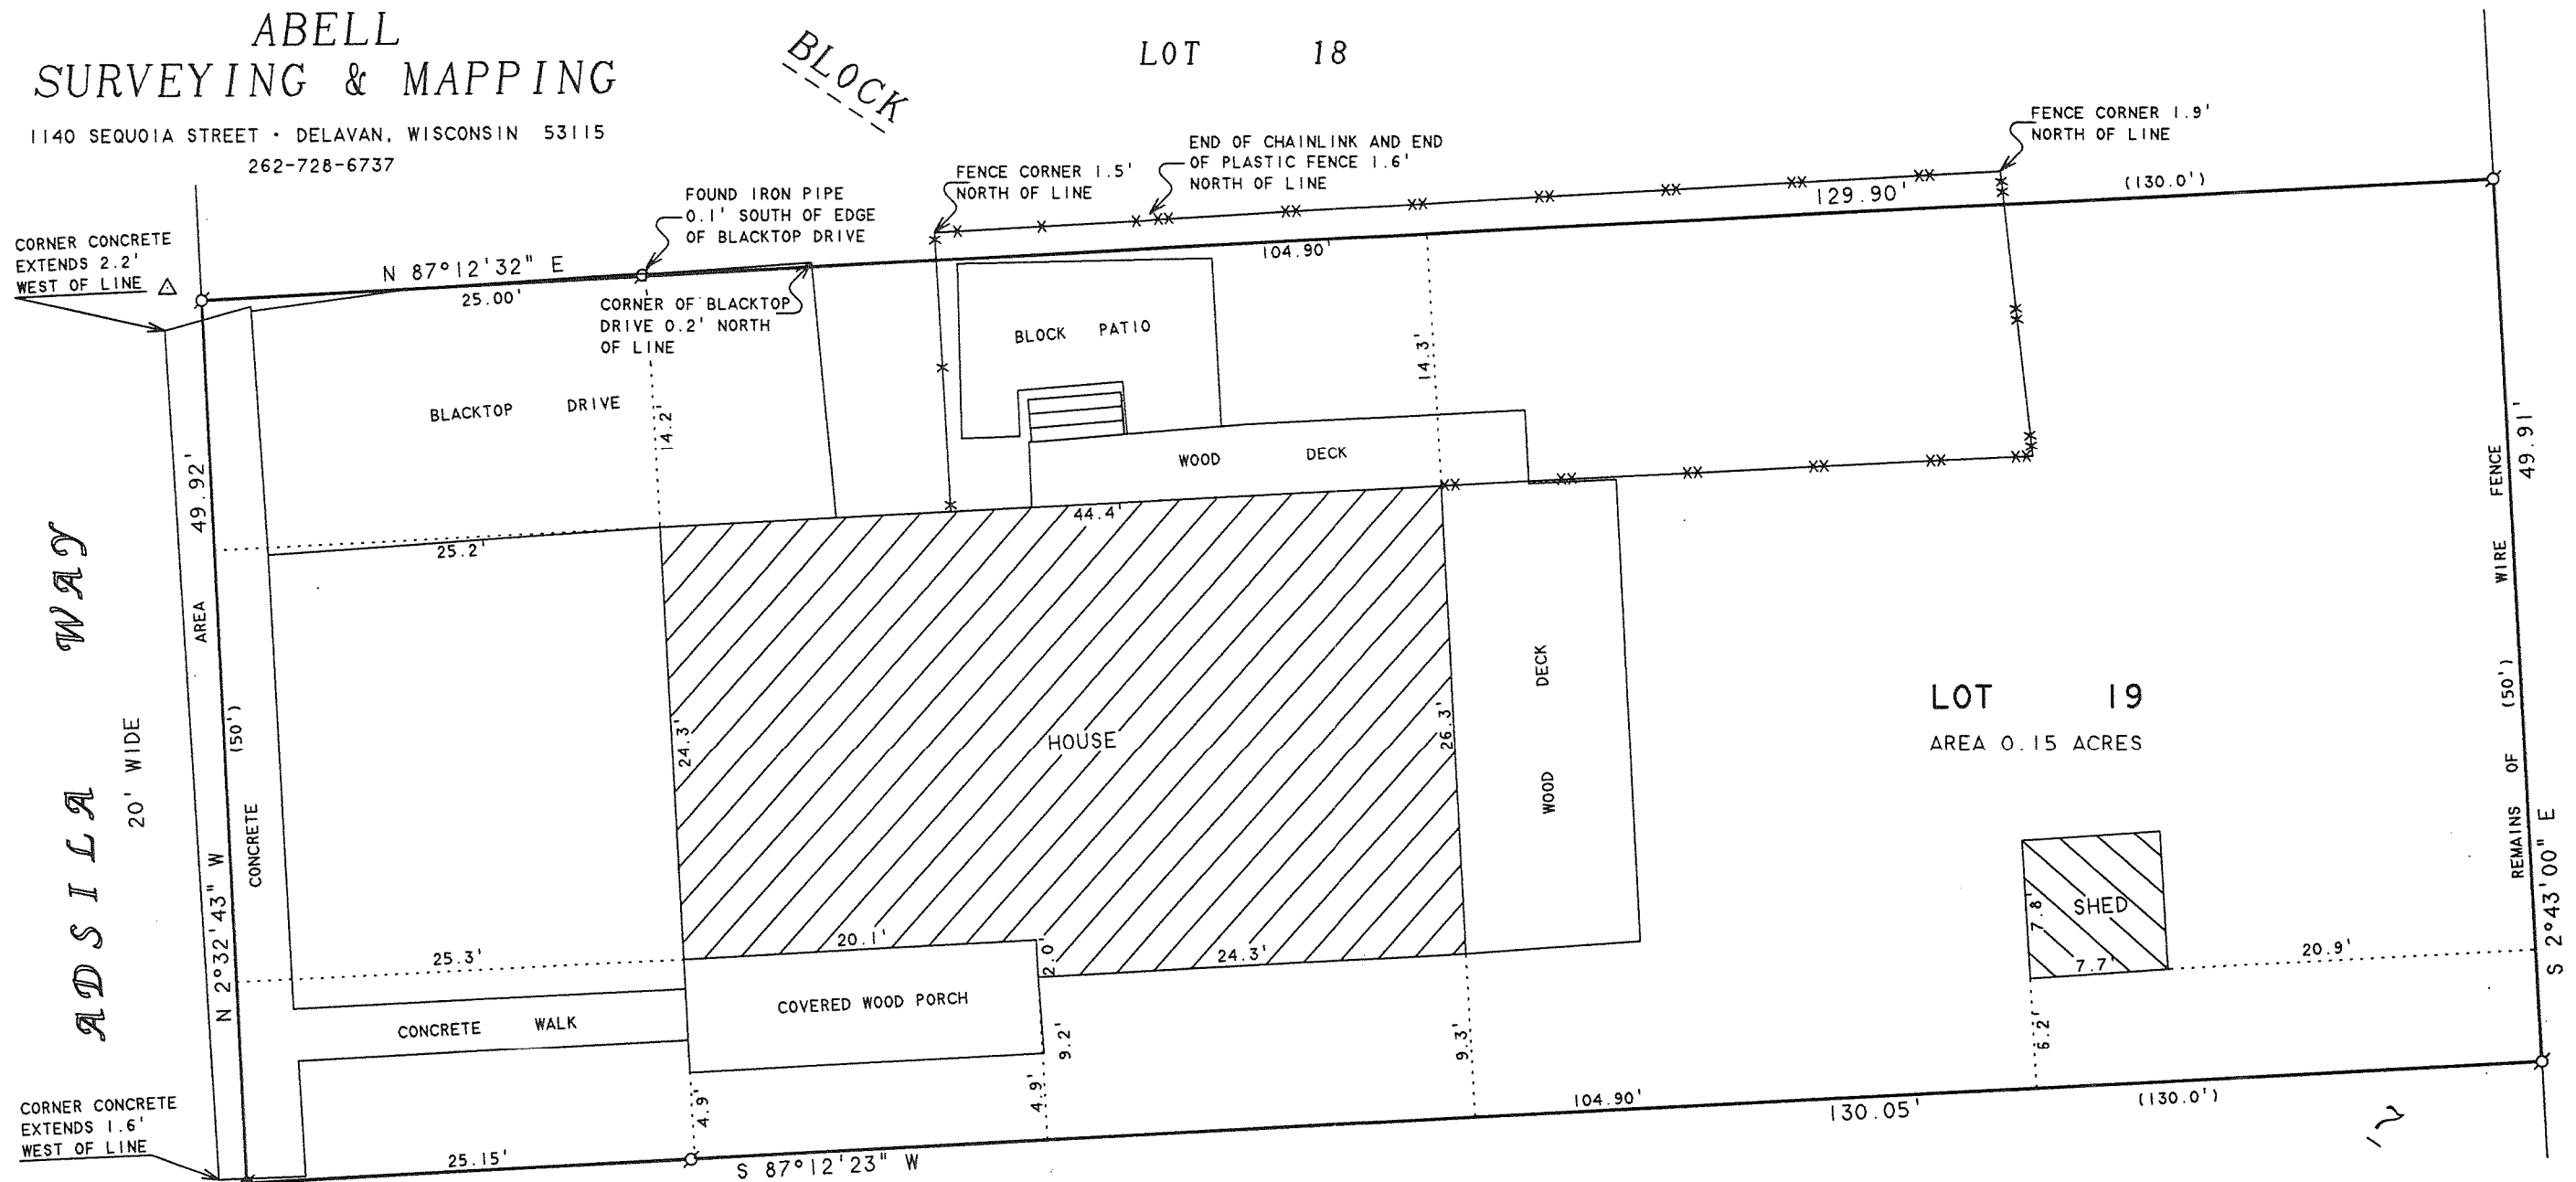 ABELL
SURVEYING & MAPPING
1140 SEQUOIA STREET • DELAVAN, WISCONSIN 53115
262-728-6737
BLOCK
LOT 18
FENCE CORNER 1.9'
NORTH OF LINE
END OF CHAINLINK AND END
OF PLASTIC FENCE 1.6'
NORTH OF LINE
FENCE CORNER 1.5'
NORTH OF LINE
FOUND IRON PIPE
0.1' SOUTH OF EDGE
OF BLACKTOP DRIVE
CORNER CONCRETE
EXTENDS 2.2'
WEST OF LINE
N 87°12'32" E
25.00'
104.90'
129.90'
(130.0')
CORNER OF BLACKTOP
DRIVE 0.2' NORTH
OF LINE
BLOCK PATIO
14.3'
BLACKTOP DRIVE
14.2'
WOOD DECK
44.4'
25.2'
49.92'
AREA
(50')
CONCRETE
N 2°32'43" W
ADSILA WAY
20' WIDE
24.3'
HOUSE
26.3'
WOOD DECK
LOT 19
AREA 0.15 ACRES
49.91'
REMAINS OF (50') WIRE FENCE
S 2°43'00" E
SHED
7.8'
7.7'
20.9'
6.2'
25.3'
20.1'
2.0'
24.3'
COVERED WOOD PORCH
CONCRETE WALK
9.2'
9.3'
4.9'
4.9'
CORNER CONCRETE
EXTENDS 1.6'
WEST OF LINE
25.15'
S 87°12'23" W
104.90'
130.05'
(130.0')